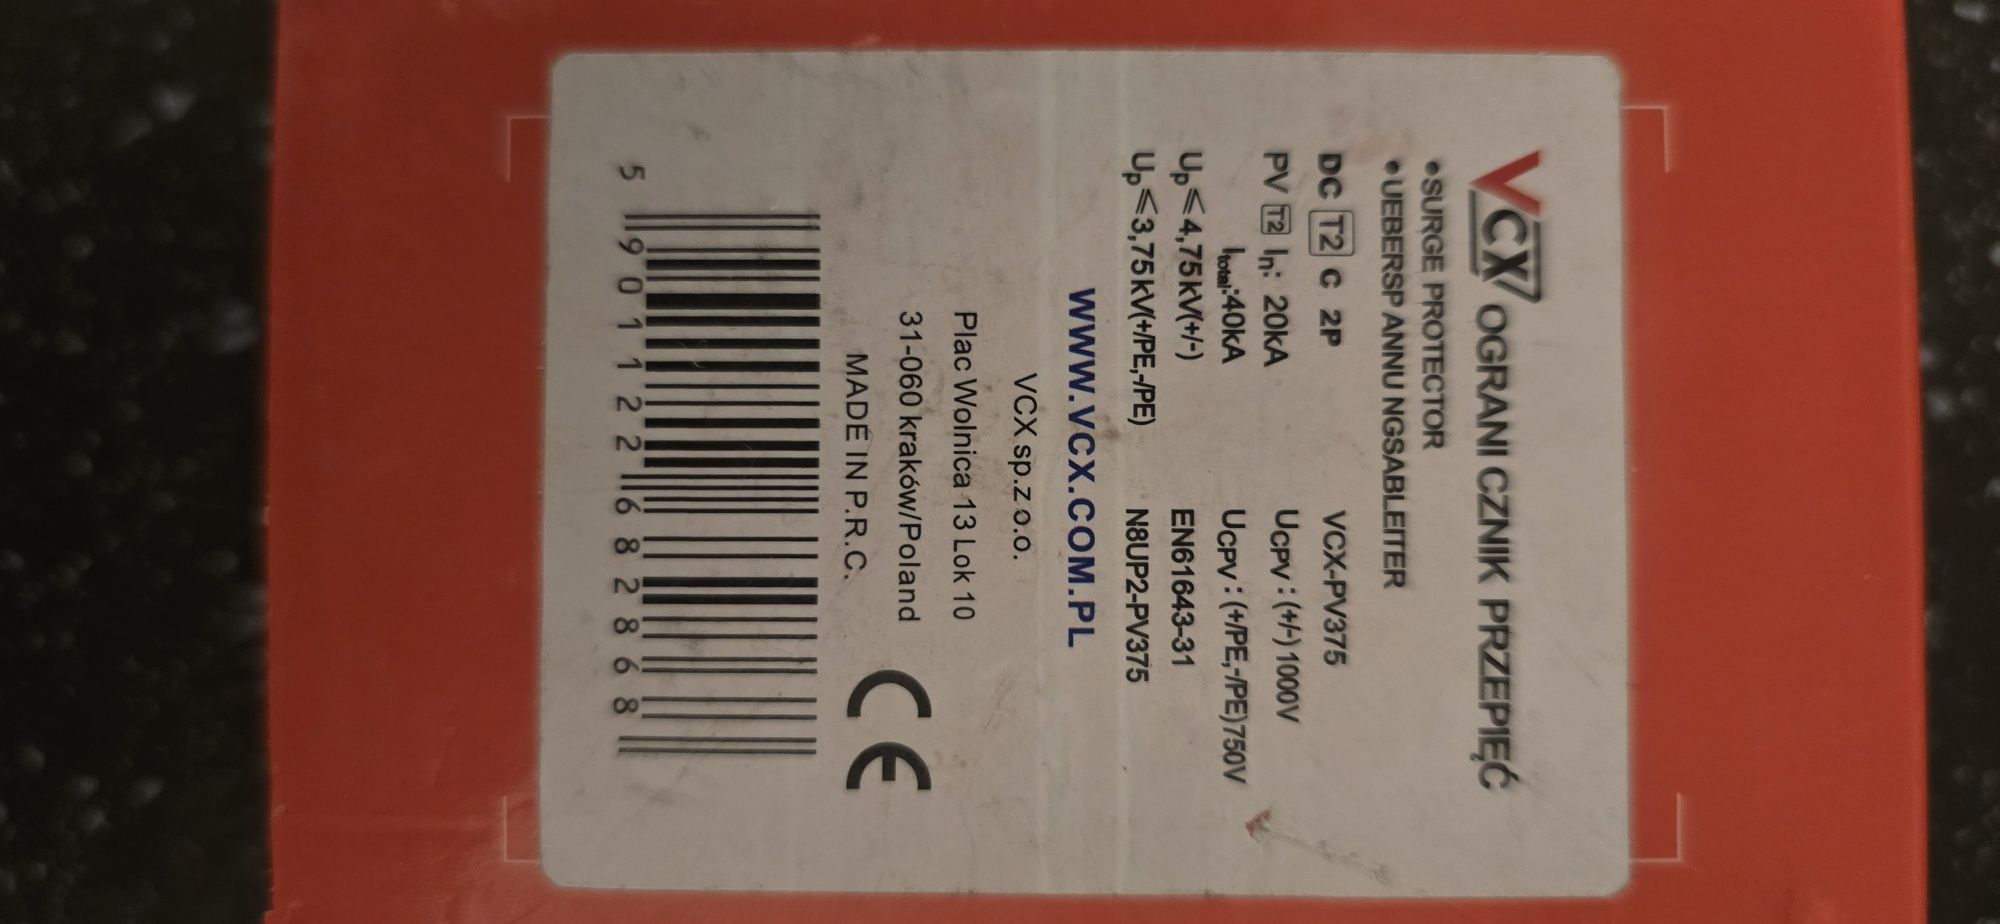 VCX OGRANICZNIK PRZEPIĘĆ
•SURGE PROTECTOR
•UEBERSP ANNU NGSABLEITER
DC T2 C 2P VCX-PV375
PV T2 In: 20kA UCPV : (+/-) 1000V
Itotal:40kA UCPV : (+/PE,-/PE)750V
Up⩽4,75kV(+/-) EN61643-31
Up⩽3,75kV(+/PE,-/PE) N8UP2-PV375
WWW.VCX.COM.PL
VCX sp.z o.o.
Plac Wolnica 13 Lok 10
31-060 kraków/Poland
MADE IN P.R.C. CE
5 901122 682868